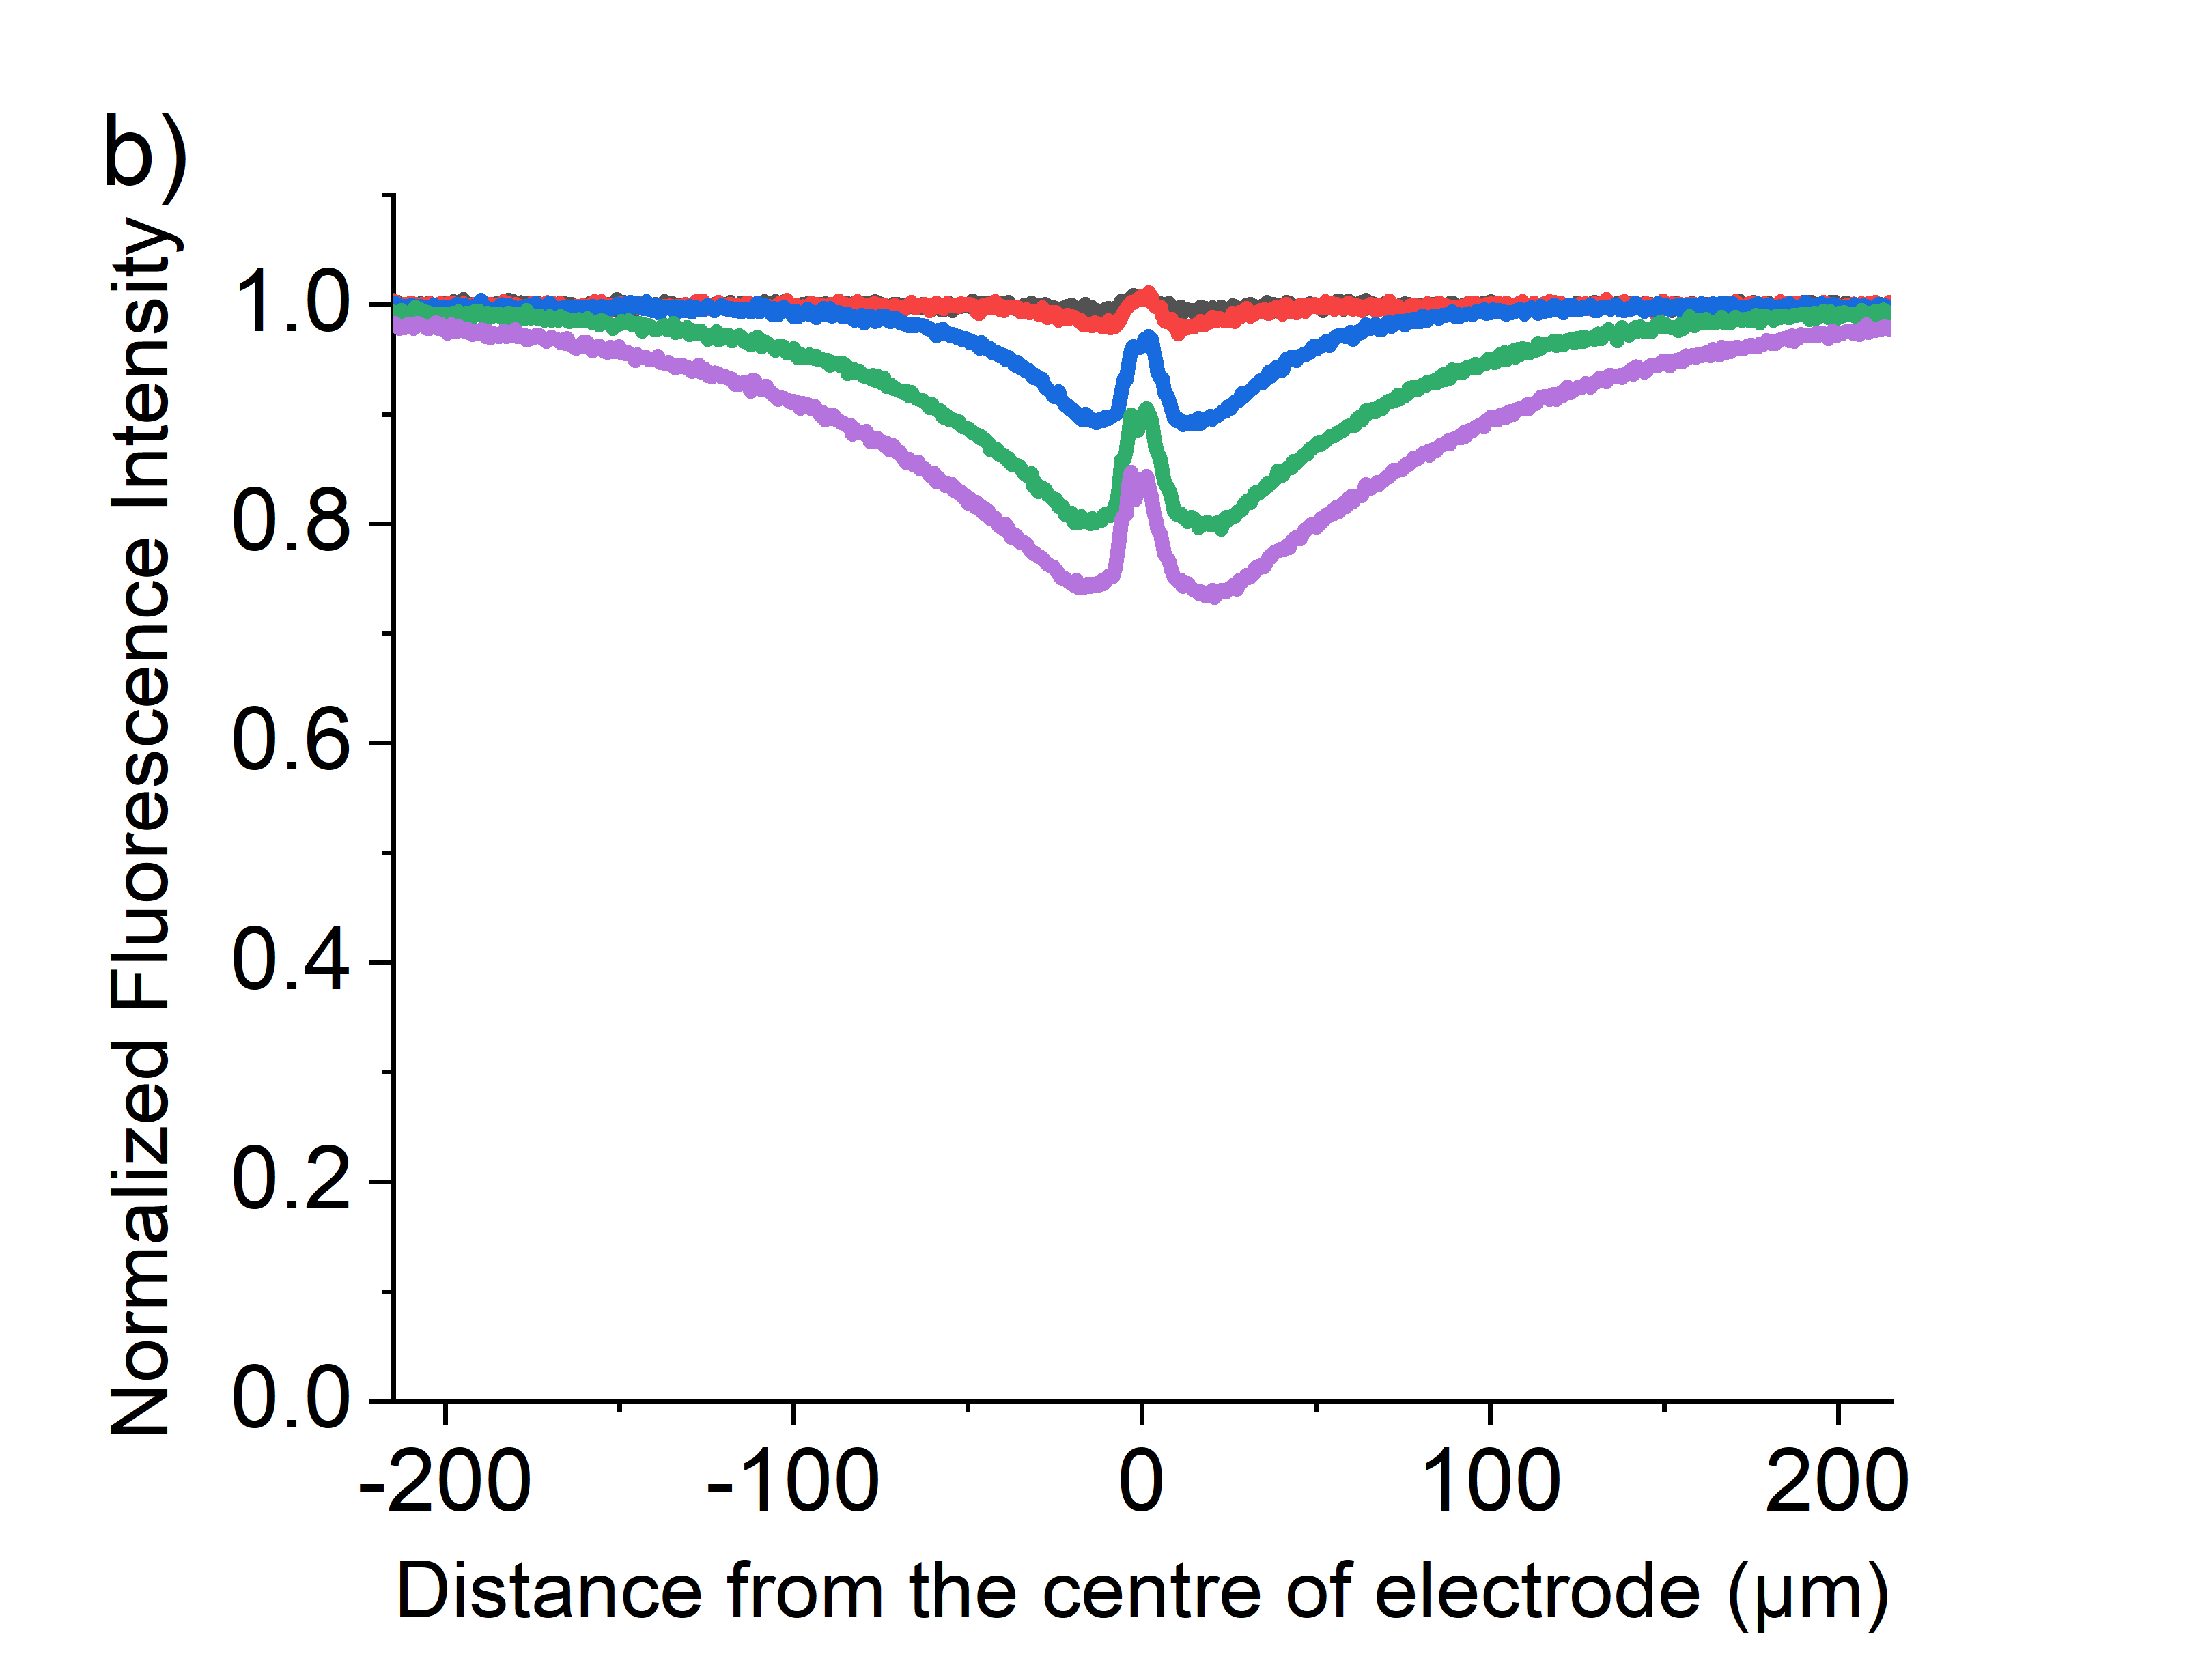 b)
Normalized Fluorescence Intensity
1.0
0.8
0.6
0.4
0.2
0.0
-200 -100 0 100 200
Distance from the centre of electrode (µm)